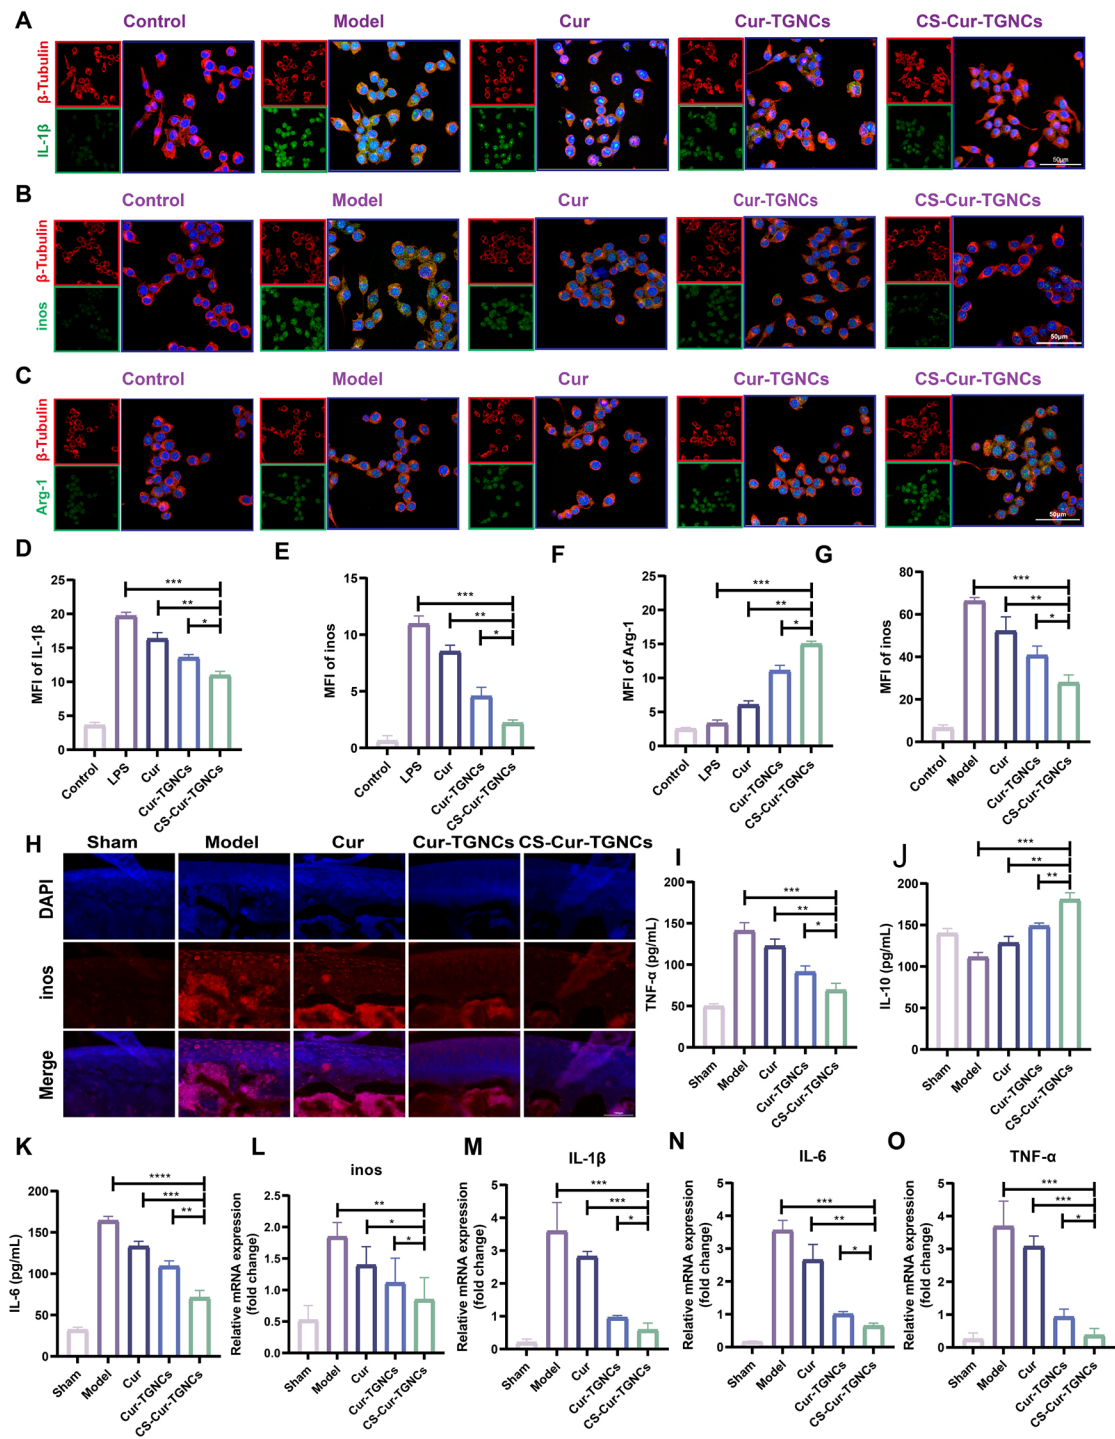 A
Control
Model
Cur
Cur-TGNCs
CS-Cur-TGNCs
β-Tubulin
IL-1β
50μm
B
Control
Model
Cur
Cur-TGNCs
CS-Cur-TGNCs
β-Tubulin
inos
50μm
C
Control
Model
Cur
Cur-TGNCs
CS-Cur-TGNCs
β-Tubulin
Arg-1
50μm
D
MFI of IL-1β
25
20
15
10
5
0
***
**
*
Control
LPS
Cur
Cur-TGNCs
CS-Cur-TGNCs
E
MFI of inos
15
10
5
0
***
**
*
Control
LPS
Cur
Cur-TGNCs
CS-Cur-TGNCs
F
MFI of Arg-1
25
20
15
10
5
0
***
**
*
Control
LPS
Cur
Cur-TGNCs
CS-Cur-TGNCs
G
MFI of inos
80
60
40
20
0
***
**
*
Control
Model
Cur
Cur-TGNCs
CS-Cur-TGNCs
H
Sham
Model
Cur
Cur-TGNCs
CS-Cur-TGNCs
DAPI
inos
Merge
I
TNF-α (pg/mL)
200
150
100
50
0
***
**
*
Sham
Model
Cur
Cur-TGNCs
CS-Cur-TGNCs
J
IL-10 (pg/mL)
200
150
100
50
0
***
**
**
Sham
Model
Cur
Cur-TGNCs
CS-Cur-TGNCs
K
IL-6 (pg/mL)
200
150
100
50
0
****
***
**
Sham
Model
Cur
Cur-TGNCs
CS-Cur-TGNCs
L
inos
Relative mRNA expression
(fold change)
2.5
2.0
1.5
1.0
0.5
0.0
**
*
*
Sham
Model
Cur
Cur-TGNCs
CS-Cur-TGNCs
M
IL-1β
Relative mRNA expression
(fold change)
5
4
3
2
1
0
***
***
*
Sham
Model
Cur
Cur-TGNCs
CS-Cur-TGNCs
N
IL-6
Relative mRNA expression
(fold change)
5
4
3
2
1
0
***
**
*
Sham
Model
Cur
Cur-TGNCs
CS-Cur-TGNCs
O
TNF-α
Relative mRNA expression
(fold change)
5
4
3
2
1
0
***
***
*
Sham
Model
Cur
Cur-TGNCs
CS-Cur-TGNCs